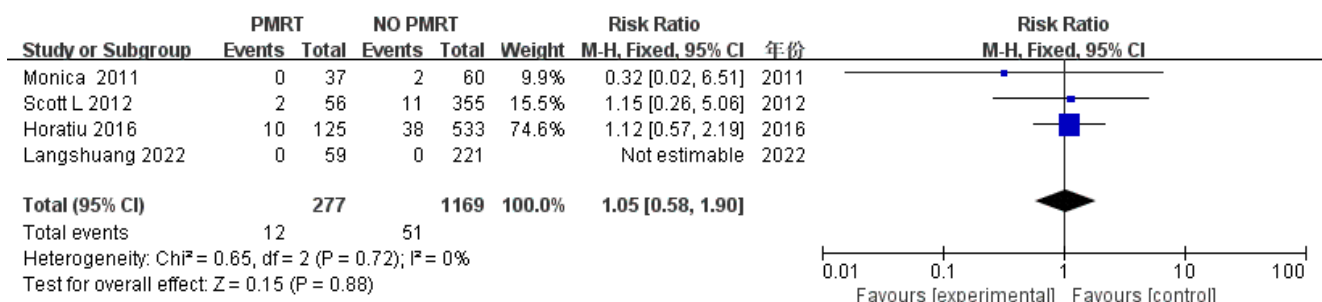 PMRT NO PMRT Risk Ratio Risk Ratio
Study or Subgroup Events Total Events Total Weight M-H, Fixed, 95% CI 年份 M-H, Fixed, 95% CI
Monica 2011 0 37 2 60 9.9% 0.32 [0.02, 6.51] 2011
Scott L 2012 2 56 11 355 15.5% 1.15 [0.26, 5.06] 2012
Horatiu 2016 10 125 38 533 74.6% 1.12 [0.57, 2.19] 2016
Langshuang 2022 0 59 0 221 Not estimable 2022
Total (95% CI) 277 1169 100.0% 1.05 [0.58, 1.90]
Total events 12 51
Heterogeneity: Chi² = 0.65, df = 2 (P = 0.72); I² = 0%
Test for overall effect: Z = 0.15 (P = 0.88)
0.01 0.1 1 10 100
Favours [experimental] Favours [control]